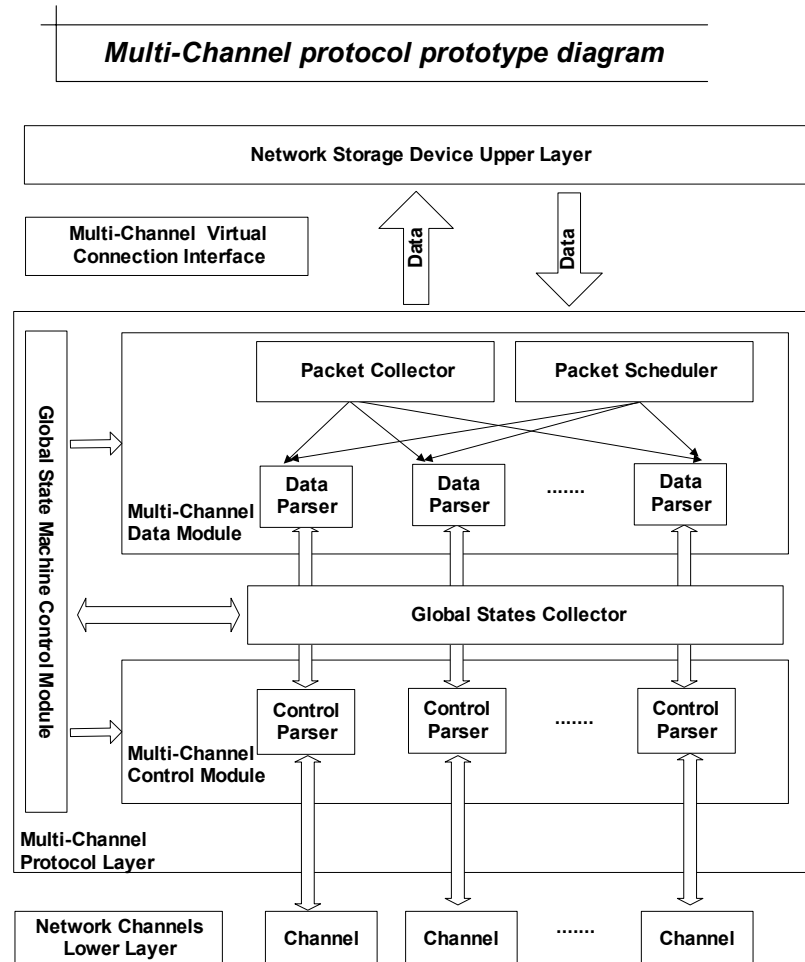 Multi-Channel protocol prototype diagram
Network Storage Device Upper Layer
Multi-Channel Virtual
Connection Interface
Data
Data
Global State Machine Control Module
Packet Collector
Packet Scheduler
Data
Parser
Data
Parser
.......
Data
Parser
Multi-Channel
Data Module
Global States Collector
Control
Parser
Control
Parser
.......
Control
Parser
Multi-Channel
Control Module
Multi-Channel
Protocol Layer
Network Channels
Lower Layer
Channel
Channel
.......
Channel